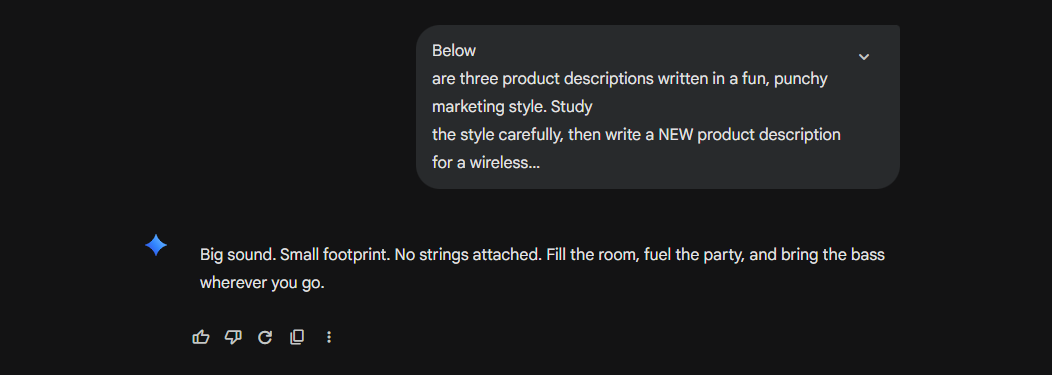 Below
are three product descriptions written in a fun, punchy
marketing style. Study
the style carefully, then write a NEW product description
for a wireless...
Big sound. Small footprint. No strings attached. Fill the room, fuel the party, and bring the bass
wherever you go.